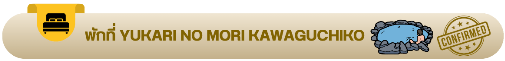 พักที่ YUKARI NO MORI KAWAGUCHIKO
CONFIRMED